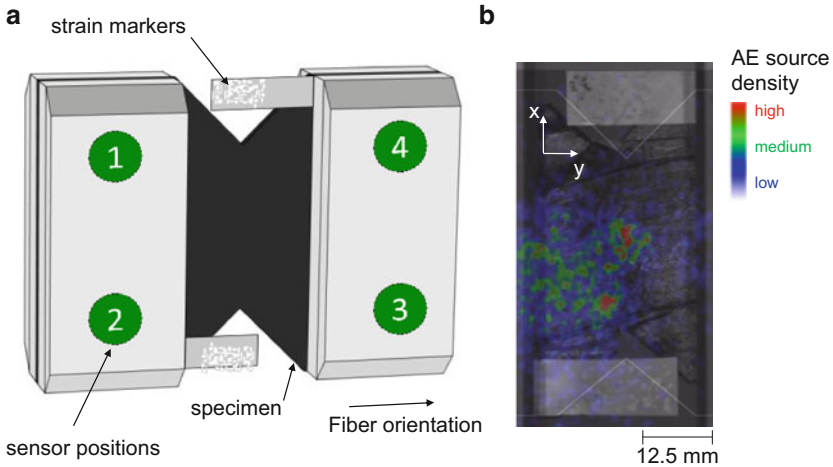 a
strain markers
1
4
2
3
specimen
Fiber orientation
sensor positions
b
AE source
density
high
medium
low
x
y
12.5 mm